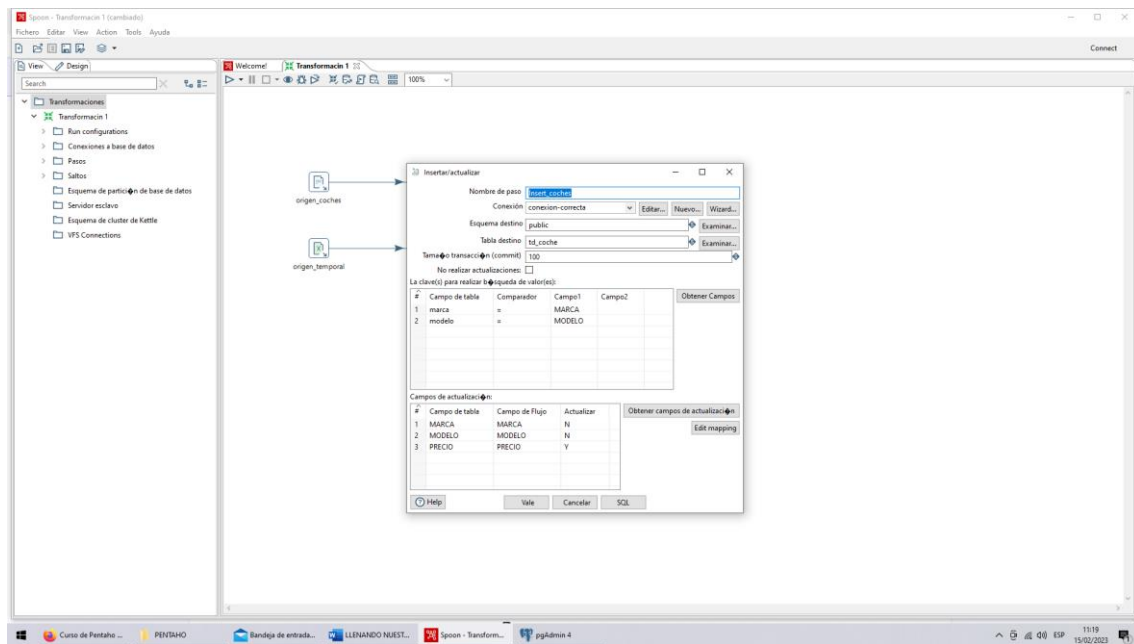 Spoon - Transformacin 1 (cambiado)
Fichero Editar View Action Tools Ayuda
Connect
View Design
Welcome! Transformacin 1
Search
100%
Transformaciones
Transformacin 1
Run configurations
Conexiones a base de datos
Pasos
Saltos
Esquema de partici�n de base de datos
Servidor esclavo
Esquema de cluster de Kettle
VFS Connections
origen_coches
origen_temporal
Insertar/actualizar
Nombre de paso Insert_coches
Conexión conexion-correcta Editar... Nuevo... Wizard...
Esquema destino public Examinar...
Tabla destino td_coche Examinar...
Tama�o transacci�n (commit) 100
No realizar actualizaciones:
La clave(s) para realizar b�squeda de valor(es):
# Campo de tabla Comparador Campo1 Campo2 Obtener Campos
1 marca = MARCA
2 modelo = MODELO
Campos de actualizaci�n:
# Campo de tabla Campo de Flujo Actualizar Obtener campos de actualizaci�n
1 MARCA MARCA N Edit mapping
2 MODELO MODELO N
3 PRECIO PRECIO Y
Help Vale Cancelar SQL
Curso de Pentaho ... PENTAHO Bandeja de entrada... LLENANDO NUEST... Spoon - Transform... pgAdmin 4 ESP 11:19
15/02/2023